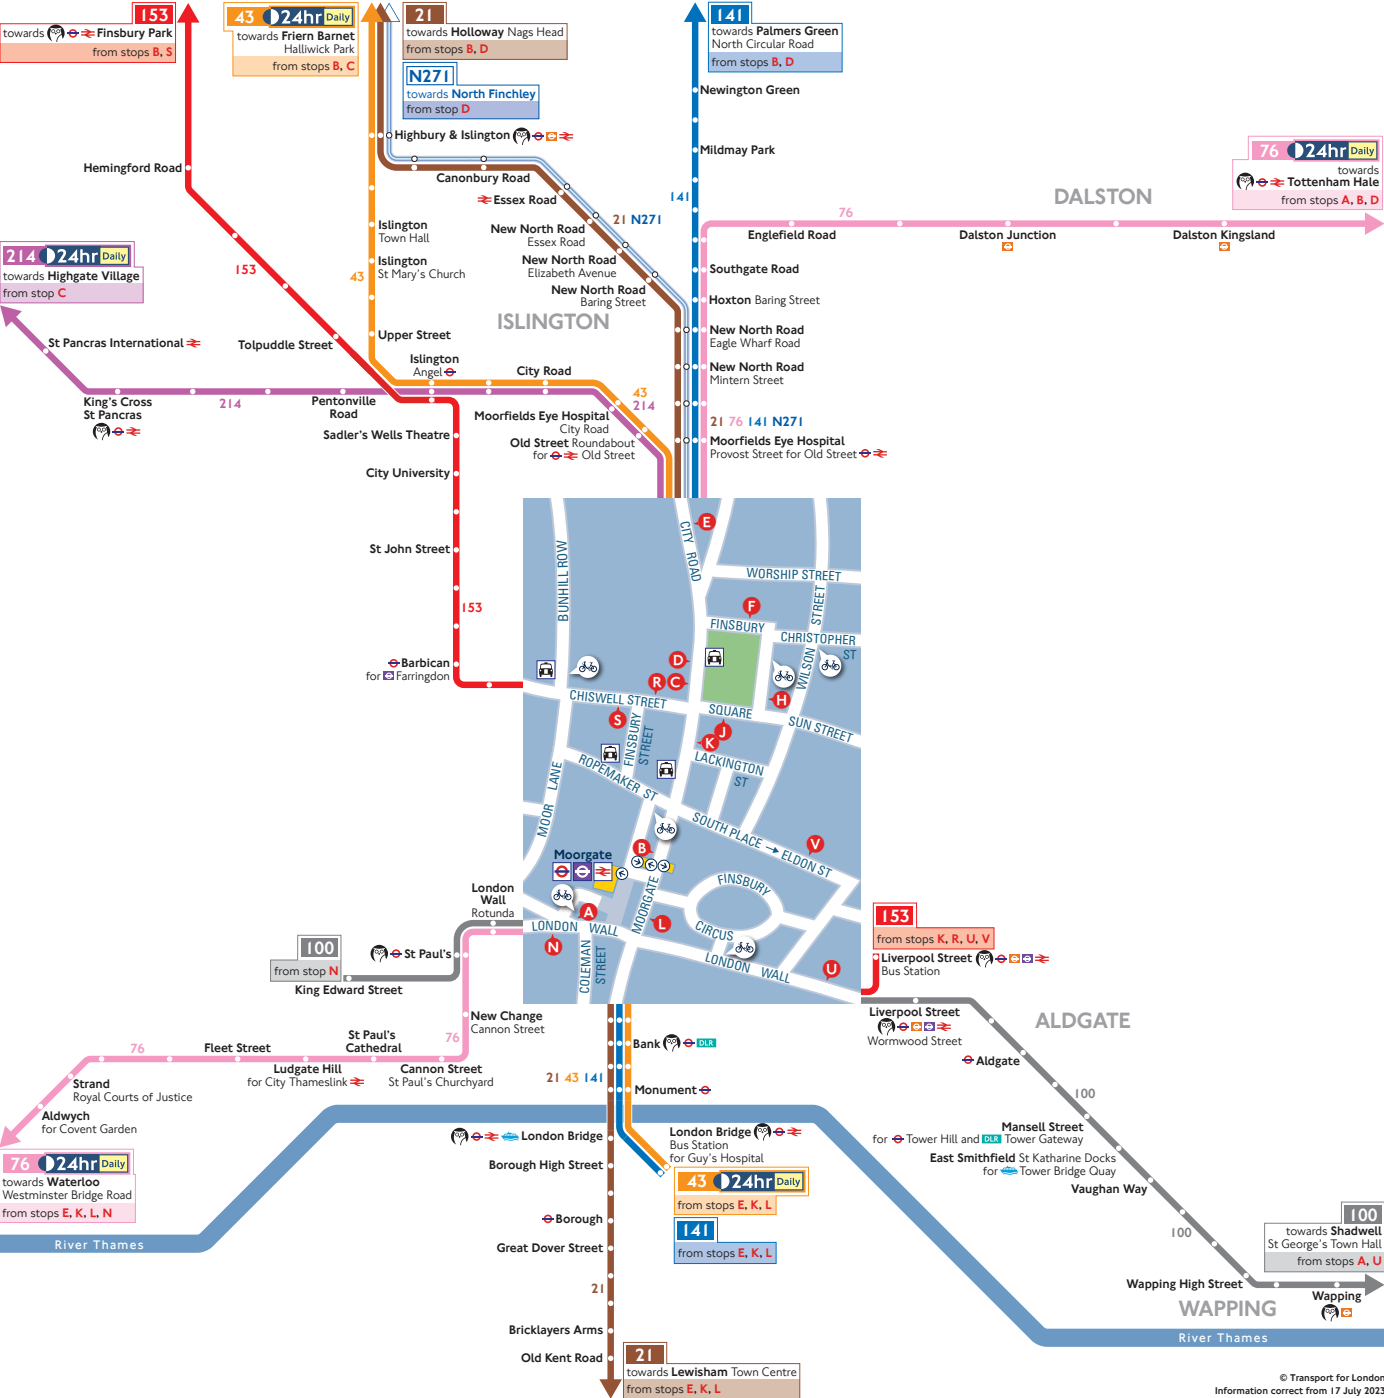 153
towards Finsbury Park
from stops B, S
43 24hr Daily
towards Friern Barnet
Halliwick Park
from stops B, C
21
towards Holloway Nags Head
from stops B, D
N271
towards North Finchley
from stop D
141
towards Palmers Green
North Circular Road
from stops B, D
Newington Green
Highbury & Islington
Mildmay Park
76 24hr Daily
towards
Tottenham Hale
from stops A, B, D
Hemingford Road
Canonbury Road
Essex Road
141
DALSTON
76
21 N271
Islington
Town Hall
New North Road
Essex Road
Englefield Road
Dalston Junction
Dalston Kingsland
214 24hr Daily
towards Highgate Village
from stop C
153
43
Islington
St Mary's Church
New North Road
Elizabeth Avenue
Southgate Road
New North Road
Baring Street
Hoxton Baring Street
ISLINGTON
Upper Street
New North Road
Eagle Wharf Road
St Pancras International
Tolpuddle Street
Islington
Angel
City Road
New North Road
Mintern Street
King's Cross
St Pancras
214
Pentonville
Road
43
214
Moorfields Eye Hospital
City Road
21 76 141 N271
Sadler's Wells Theatre
Old Street Roundabout
for Old Street
Moorfields Eye Hospital
Provost Street for Old Street
City University
St John Street
153
Barbican
for Farringdon
E
CITY ROAD
BUNHILL ROW
WORSHIP STREET
F
FINSBURY
CHRISTOPHER
ST
WILSON STREET
D
R
C
H
CHISWELL STREET
SQUARE
SUN STREET
S
FINSBURY
STREET
J
K
LACKINGTON
ST
ROPEMAKER ST
MOOR LANE
SOUTH PLACE → ELDON ST
V
B
Moorgate
FINSBURY
MOORGATE
A
L
CIRCUS
LONDON WALL
N
COLEMAN
STREET
LONDON WALL
U
London
Wall
Rotunda
100
from stop N
St Paul's
King Edward Street
153
from stops K, R, U, V
Liverpool Street
Bus Station
New Change
Cannon Street
Liverpool Street
Wormwood Street
ALDGATE
76
Fleet Street
St Paul's
Cathedral
76
Bank DLR
Ludgate Hill
for City Thameslink
Cannon Street
St Paul's Churchyard
21 43 141
Monument
Aldgate
100
Strand
Royal Courts of Justice
Aldwych
for Covent Garden
London Bridge
London Bridge
Bus Station
for Guy's Hospital
Mansell Street
for Tower Hill and DLR Tower Gateway
76 24hr Daily
towards Waterloo
Westminster Bridge Road
from stops E, K, L, N
Borough High Street
43 24hr Daily
from stops E, K, L
East Smithfield St Katharine Docks
for Tower Bridge Quay
Vaughan Way
River Thames
Borough
141
from stops E, K, L
Great Dover Street
100
100
towards Shadwell
St George's Town Hall
from stops A, U
21
Wapping High Street
Wapping
WAPPING
River Thames
Bricklayers Arms
Old Kent Road
21
towards Lewisham Town Centre
from stops E, K, L
© Transport for London
Information correct from 17 July 2023